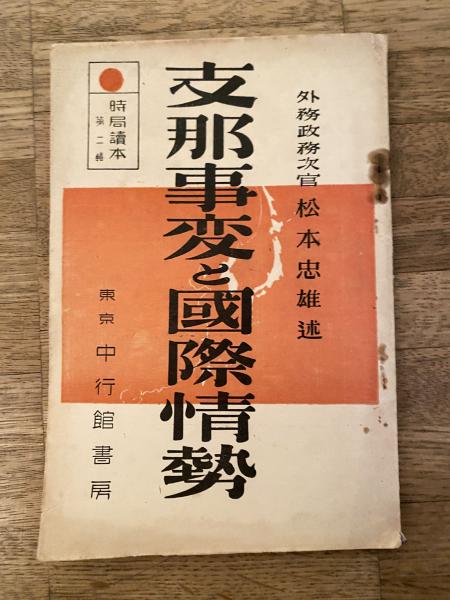 外務政務次官 松本忠雄述
支那事変と國際情勢
時局讀本
第二輯
東京 中行館書房